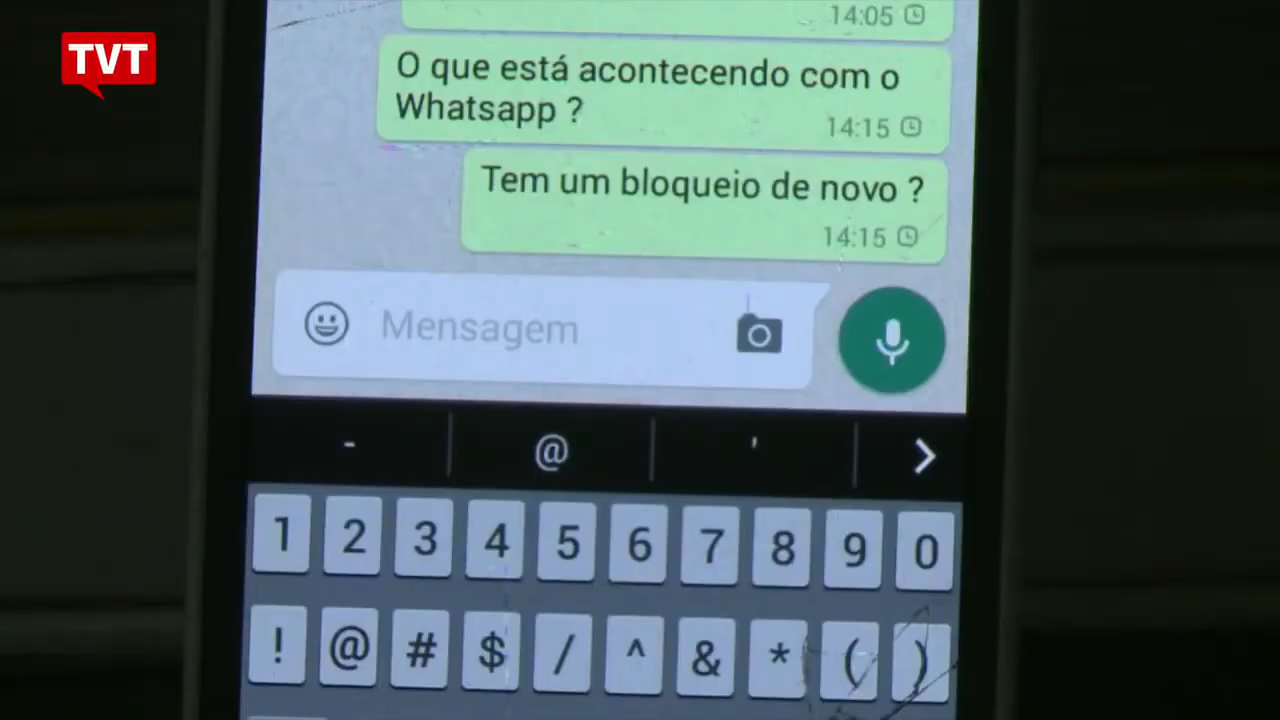 TVT
14:05
O que está acontecendo com o
Whatsapp ?
14:15
Tem um bloqueio de novo ?
14:15
Mensagem
- @ '
1 2 3 4 5 6 7 8 9 0
! @ # $ / ^ & * ( )